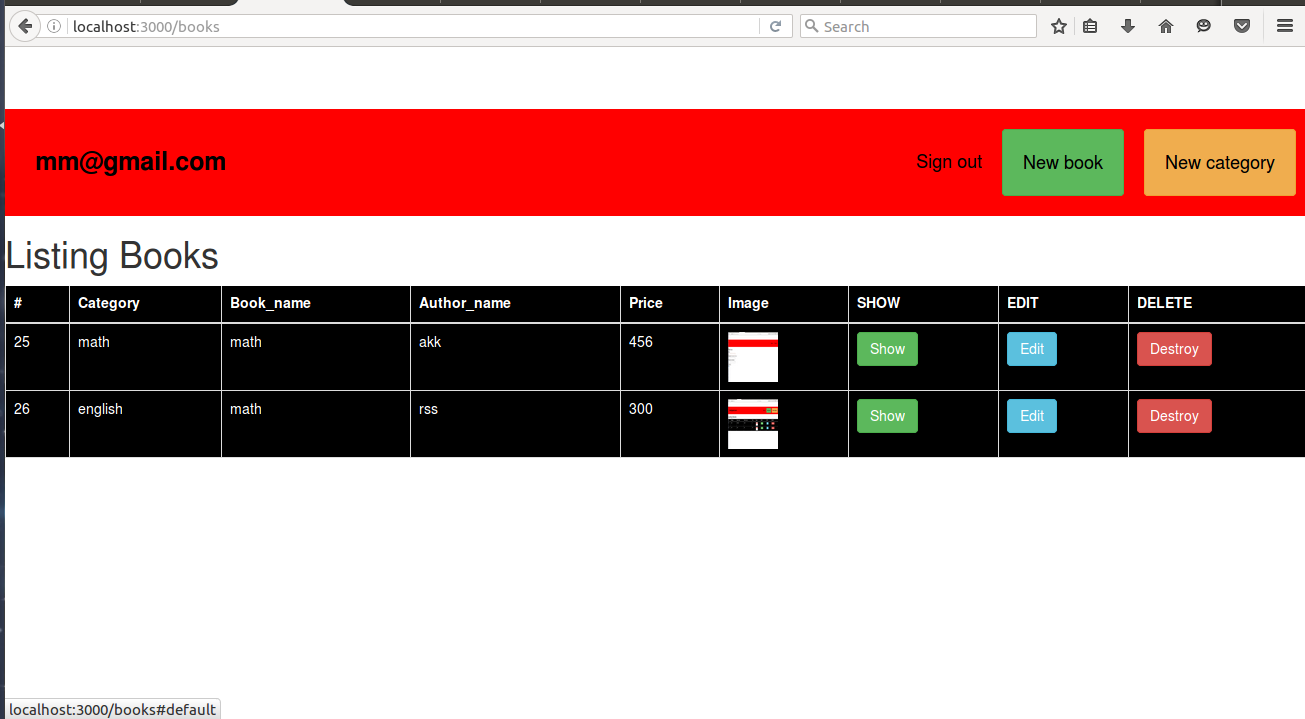 localhost:3000/books
Search
mm@gmail.com
Sign out
New book
New category
Listing Books
# Category Book_name Author_name Price Image SHOW EDIT DELETE
25 math math akk 456 Show Edit Destroy
26 english math rss 300 Show Edit Destroy
localhost:3000/books#default